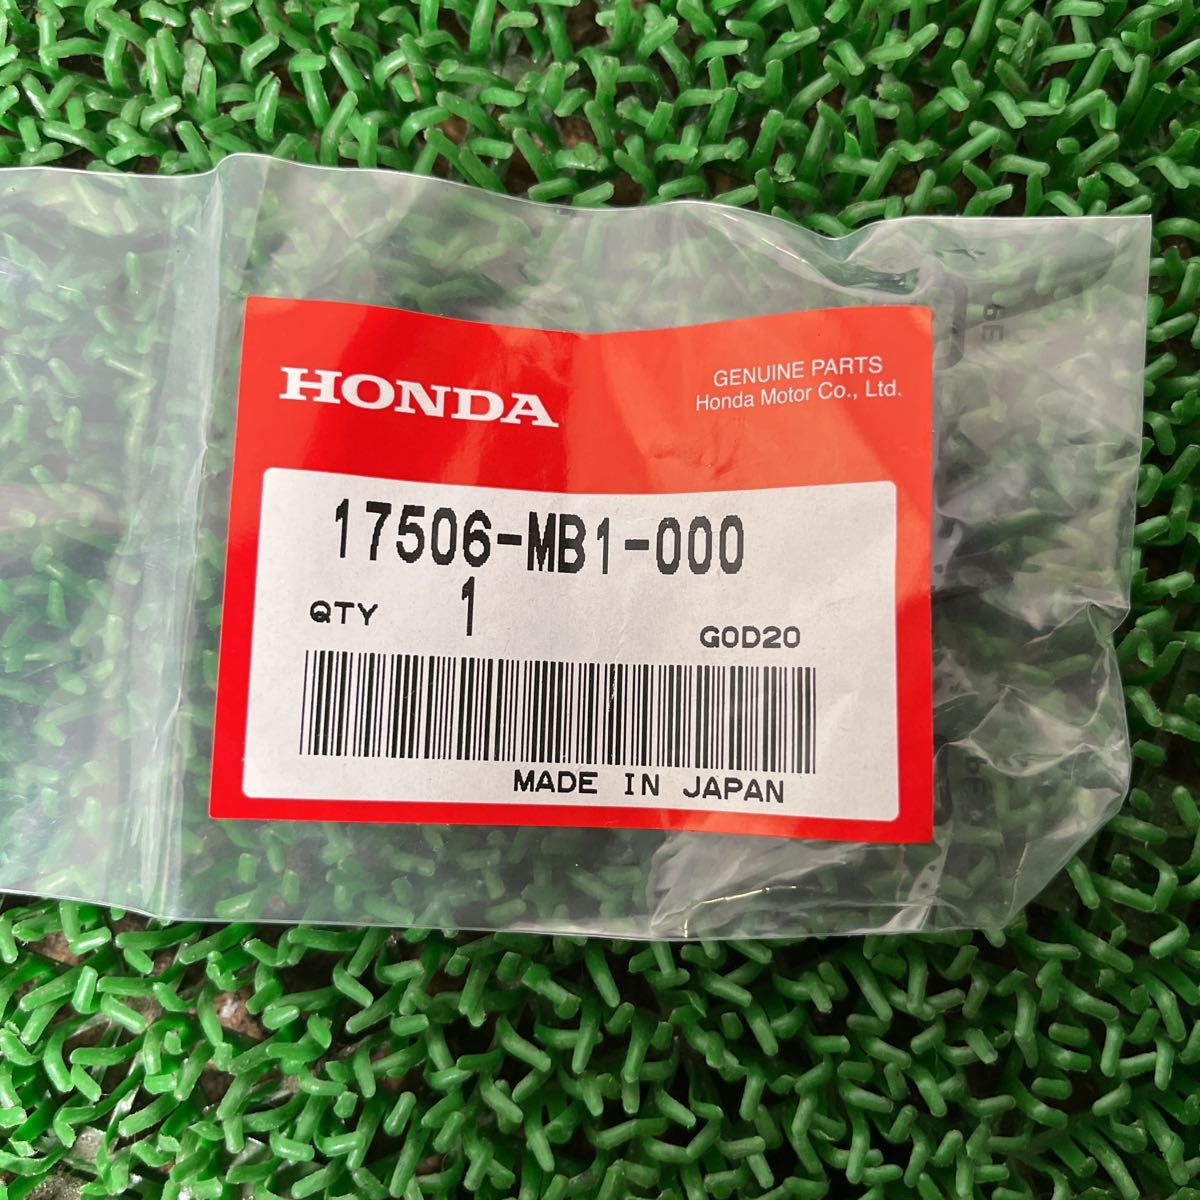 HONDA
GENUINE PARTS
Honda Motor Co., Ltd.
17506-MB1-000
QTY 1
G0D20
MADE IN JAPAN